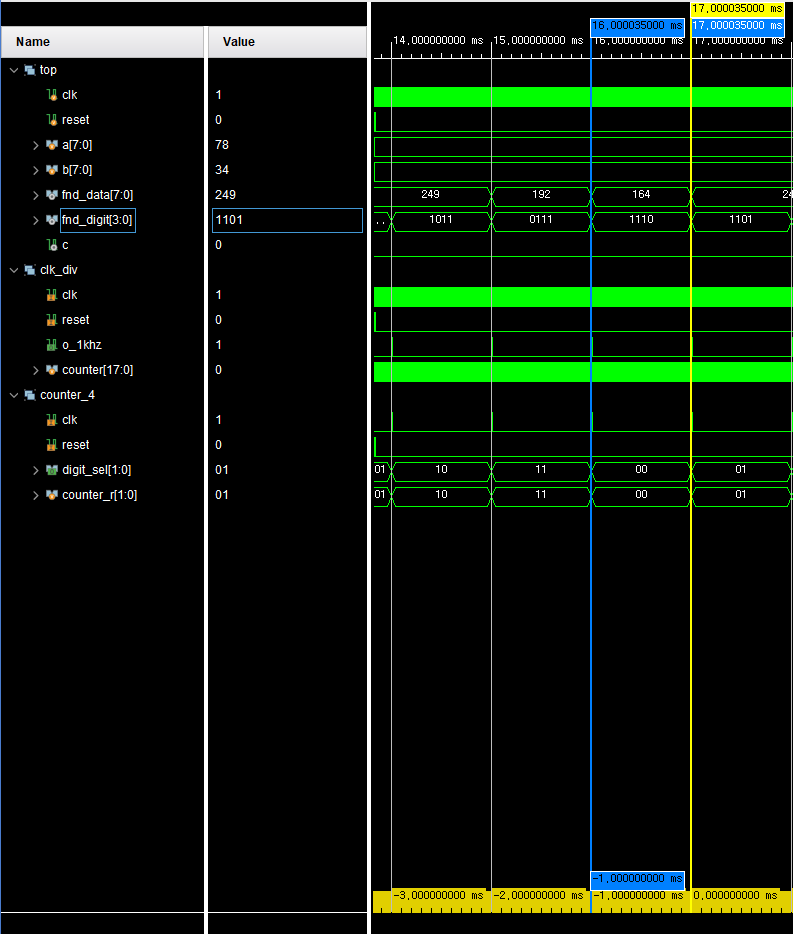 17,000035000 ms
16,000035000 ms 17,000035000 ms
Name Value
14,000000000 ms 15,000000000 ms 16,000000000 ms 17,000000000 ms
top
clk 1
reset 0
a[7:0] 78
b[7:0] 34
fnd_data[7:0] 249 249 192 164 24
fnd_digit[3:0] 1101 .. 1011 0111 1110 1101
c 0
clk_div
clk 1
reset 0
o_1khz 1
counter[17:0] 0
counter_4
clk 1
reset 0
digit_sel[1:0] 01 01 10 11 00 01
counter_r[1:0] 01 01 10 11 00 01
-1,000000000 ms
-3,000000000 ms -2,000000000 ms -1,000000000 ms 0,000000000 ms